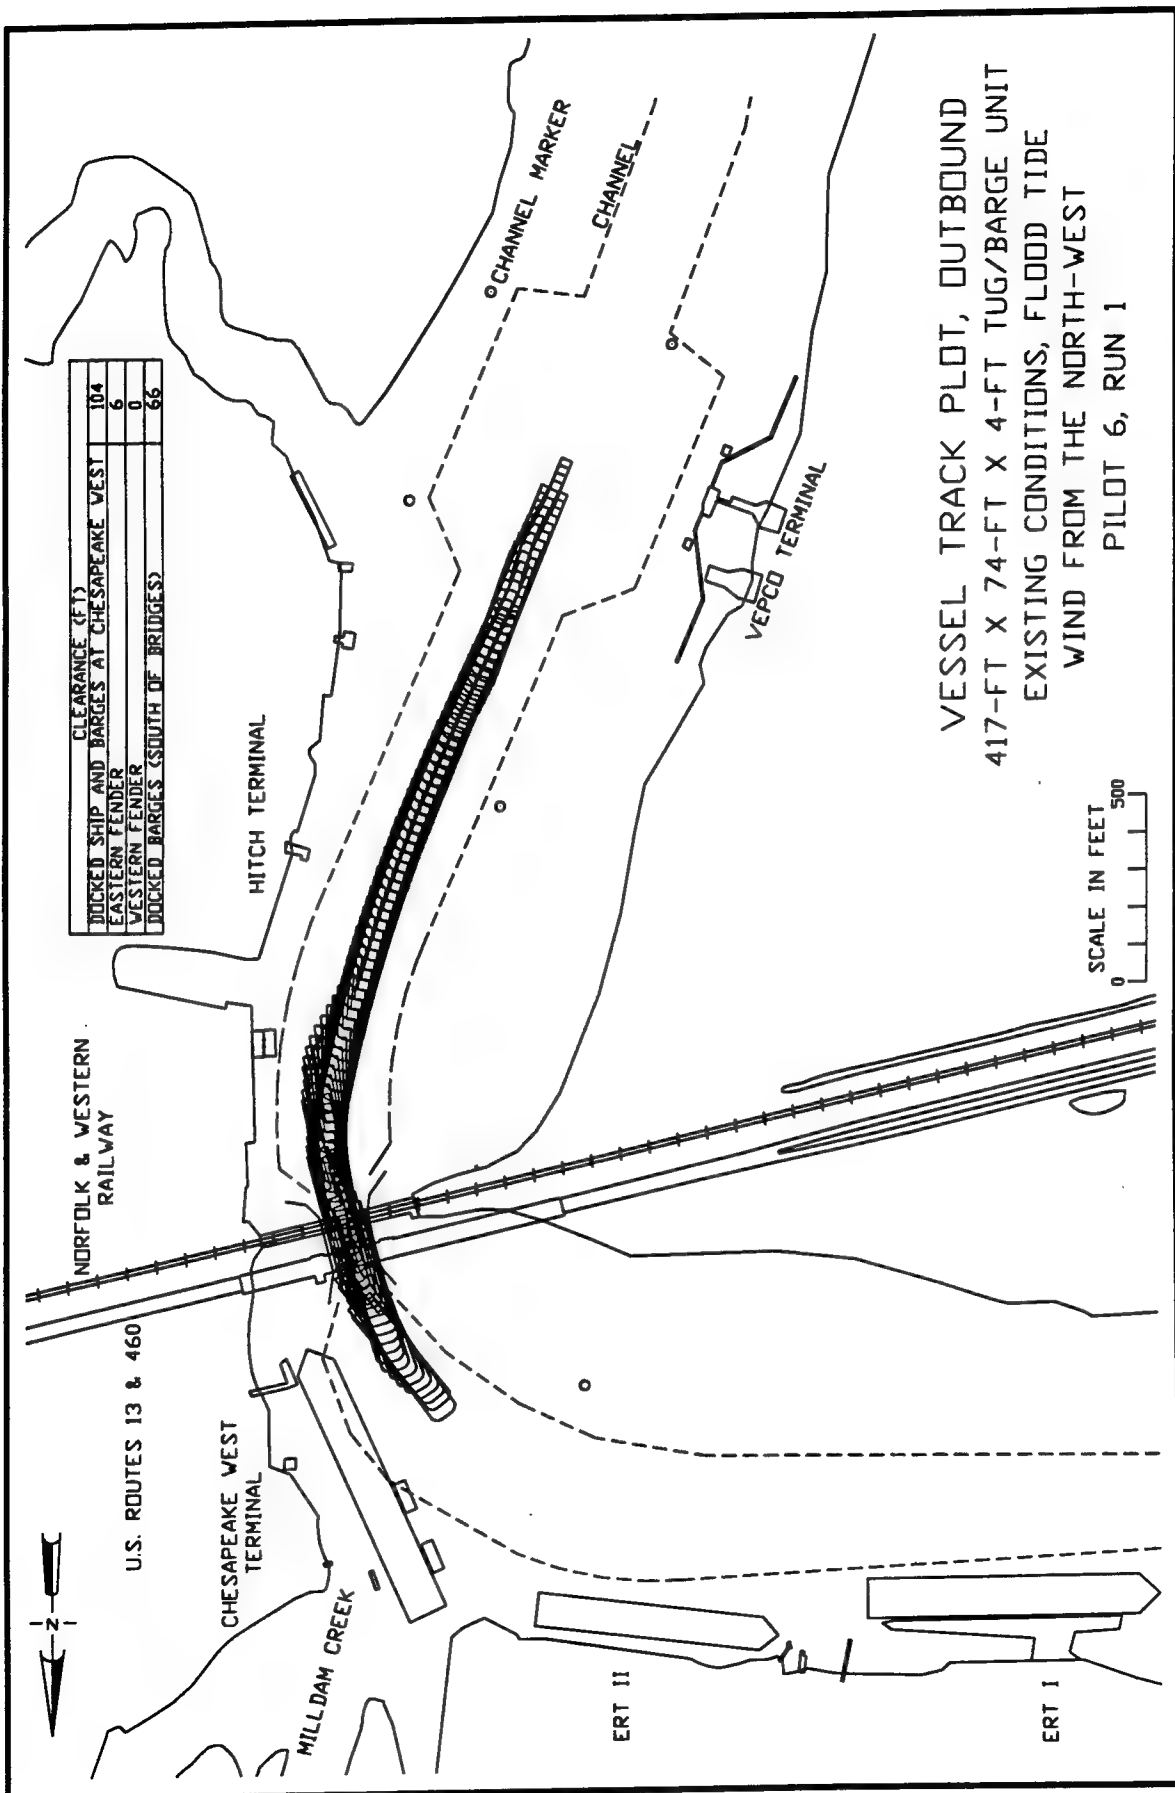 CLEARANCE (FT)
DOCKED SHIP AND BARGES AT CHESAPEAKE WEST 104
EASTERN FENDER 6
WESTERN FENDER 0
DOCKED BARGES (SOUTH OF BRIDGES) 66
CHANNEL MARKER
CHANNEL
HITCH TERMINAL
NORFOLK & WESTERN
RAILWAY
U.S. ROUTES 13 & 460
CHESAPEAKE WEST
TERMINAL
N
MILLDAM CREEK
ERT II
ERT I
VEPCO TERMINAL
SCALE IN FEET
0 500
VESSEL TRACK PLOT, OUTBOUND
417-FT X 74-FT X 4-FT TUG/BARGE UNIT
EXISTING CONDITIONS, FLOOD TIDE
WIND FROM THE NORTH-WEST
PILOT 6, RUN 1